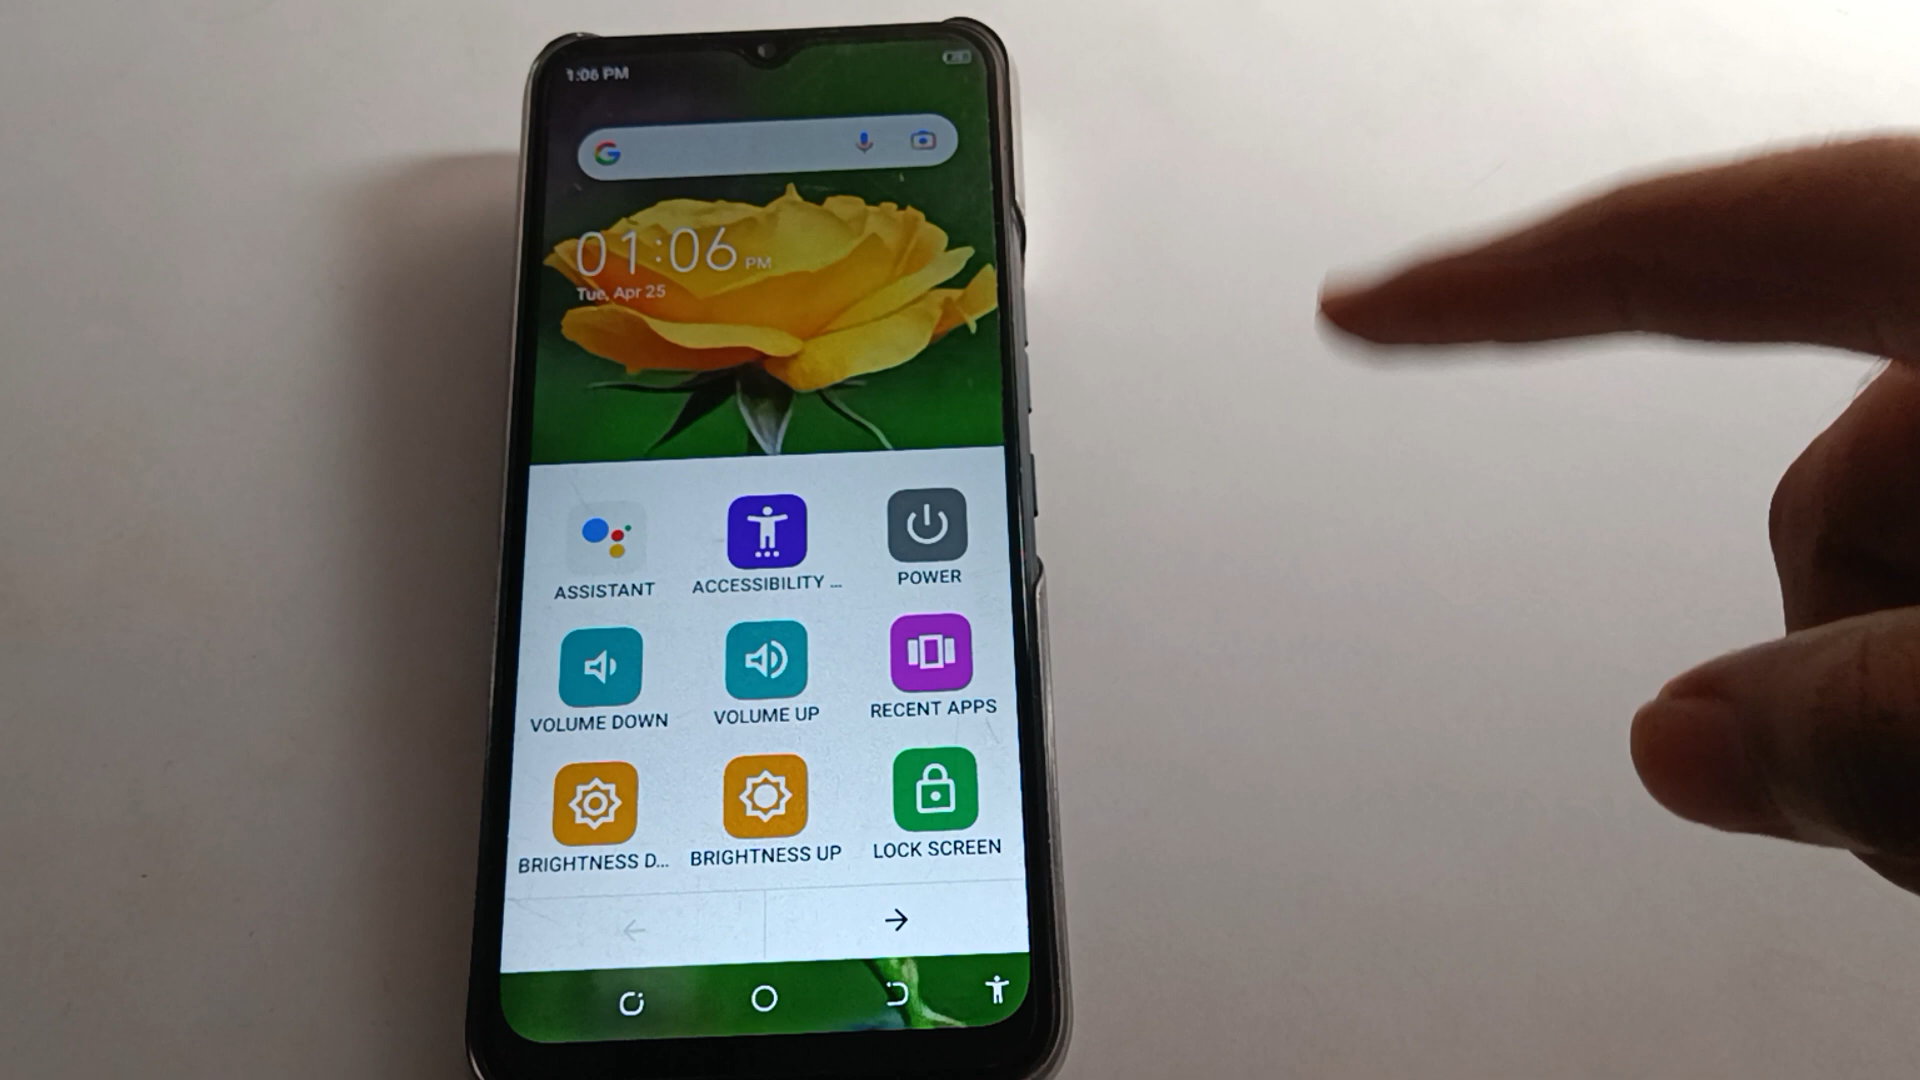 1:06 PM
G
01:06 PM
Tue, Apr 25
ASSISTANT
ACCESSIBILITY ...
POWER
VOLUME DOWN
VOLUME UP
RECENT APPS
BRIGHTNESS D...
BRIGHTNESS UP
LOCK SCREEN